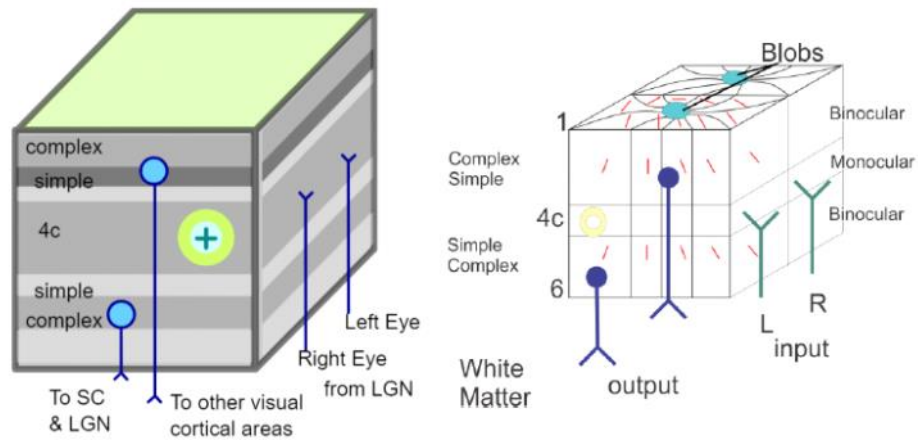 complex
simple
4c
simple
complex
Left Eye
Right Eye
from LGN
To SC
& LGN
To other visual
cortical areas
Blobs
1
Binocular
Complex
Simple
Monocular
4c
Binocular
Simple
Complex
6
L
R
input
White
Matter
output